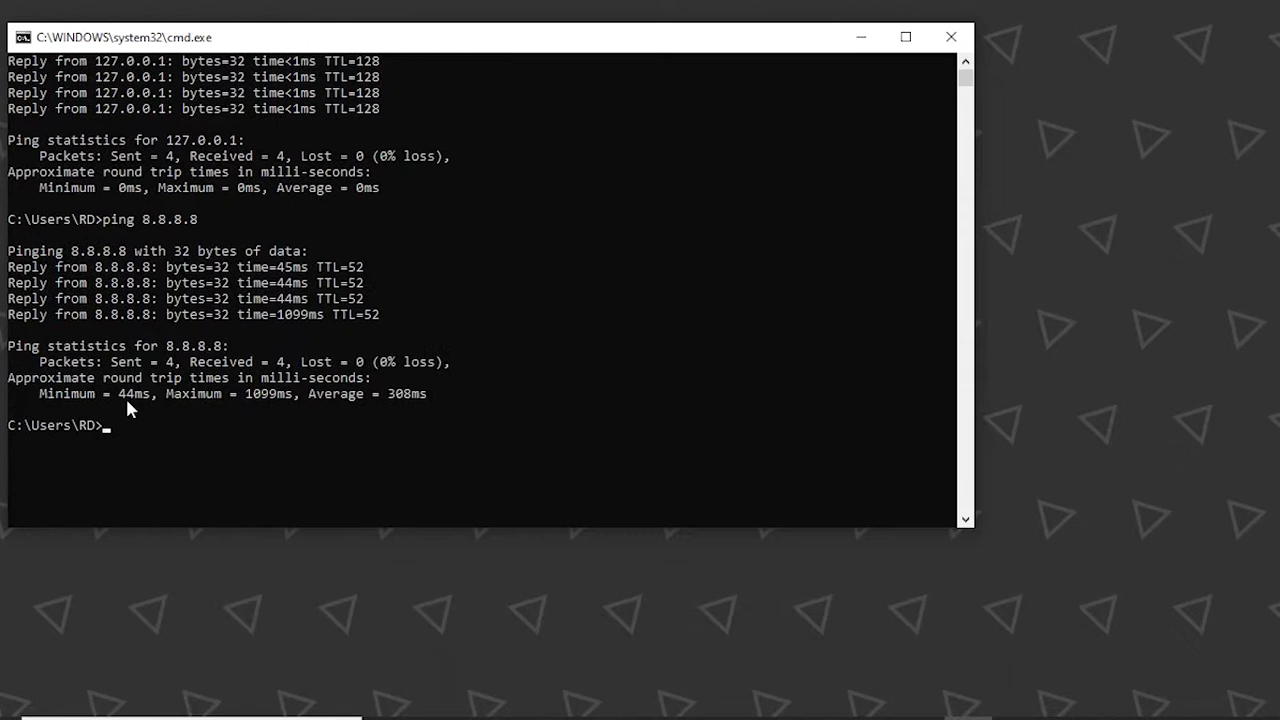 C:\WINDOWS\system32\cmd.exe
Reply from 127.0.0.1: bytes=32 time<1ms TTL=128
Reply from 127.0.0.1: bytes=32 time<1ms TTL=128
Reply from 127.0.0.1: bytes=32 time<1ms TTL=128
Reply from 127.0.0.1: bytes=32 time<1ms TTL=128
Ping statistics for 127.0.0.1:
Packets: Sent = 4, Received = 4, Lost = 0 (0% loss),
Approximate round trip times in milli-seconds:
Minimum = 0ms, Maximum = 0ms, Average = 0ms
C:\Users\RD>ping 8.8.8.8
Pinging 8.8.8.8 with 32 bytes of data:
Reply from 8.8.8.8: bytes=32 time=45ms TTL=52
Reply from 8.8.8.8: bytes=32 time=44ms TTL=52
Reply from 8.8.8.8: bytes=32 time=44ms TTL=52
Reply from 8.8.8.8: bytes=32 time=1099ms TTL=52
Ping statistics for 8.8.8.8:
Packets: Sent = 4, Received = 4, Lost = 0 (0% loss),
Approximate round trip times in milli-seconds:
Minimum = 44ms, Maximum = 1099ms, Average = 308ms
C:\Users\RD>